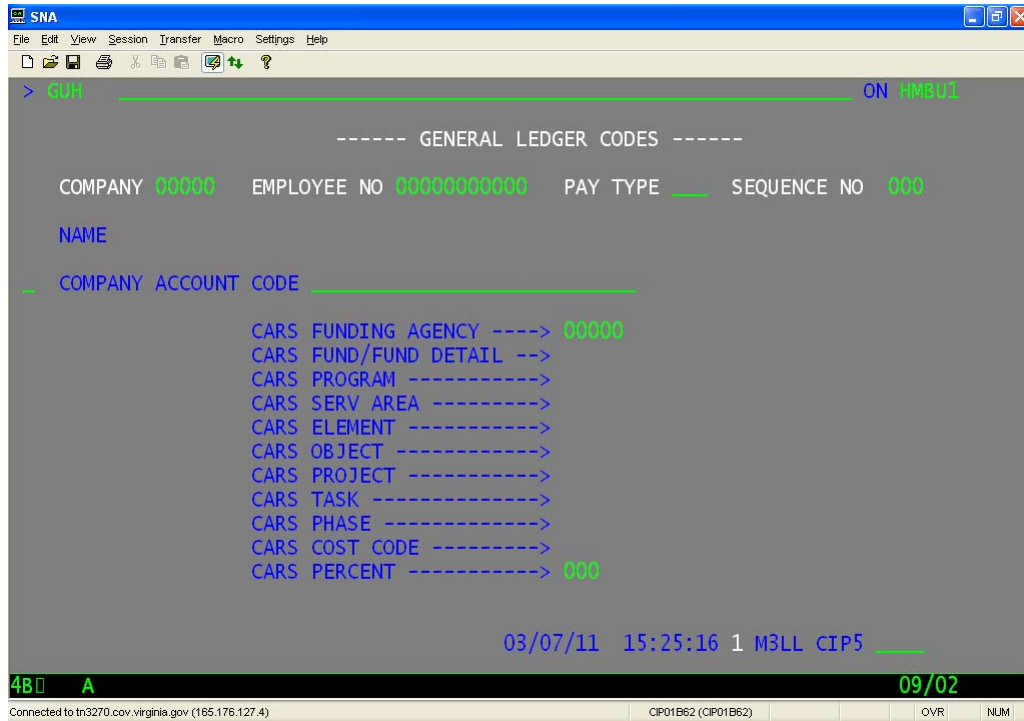 SNA
File Edit View Session Transfer Macro Settings Help
> GUH ON HMBU1
------ GENERAL LEDGER CODES ------
COMPANY 00000 EMPLOYEE NO 00000000000 PAY TYPE ___ SEQUENCE NO 000
NAME
_ COMPANY ACCOUNT CODE ___________________________
CARS FUNDING AGENCY ----> 00000
CARS FUND/FUND DETAIL -->
CARS PROGRAM ----------->
CARS SERV AREA --------->
CARS ELEMENT ----------->
CARS OBJECT ------------>
CARS PROJECT ----------->
CARS TASK -------------->
CARS PHASE ------------->
CARS COST CODE --------->
CARS PERCENT -----------> 000
03/07/11 15:25:16 1 M3LL CIP5 ____
4B A 09/02
Connected to tn3270.cov.virginia.gov (165.176.127.4) CIP01B62 (CIP01B62) OVR NUM